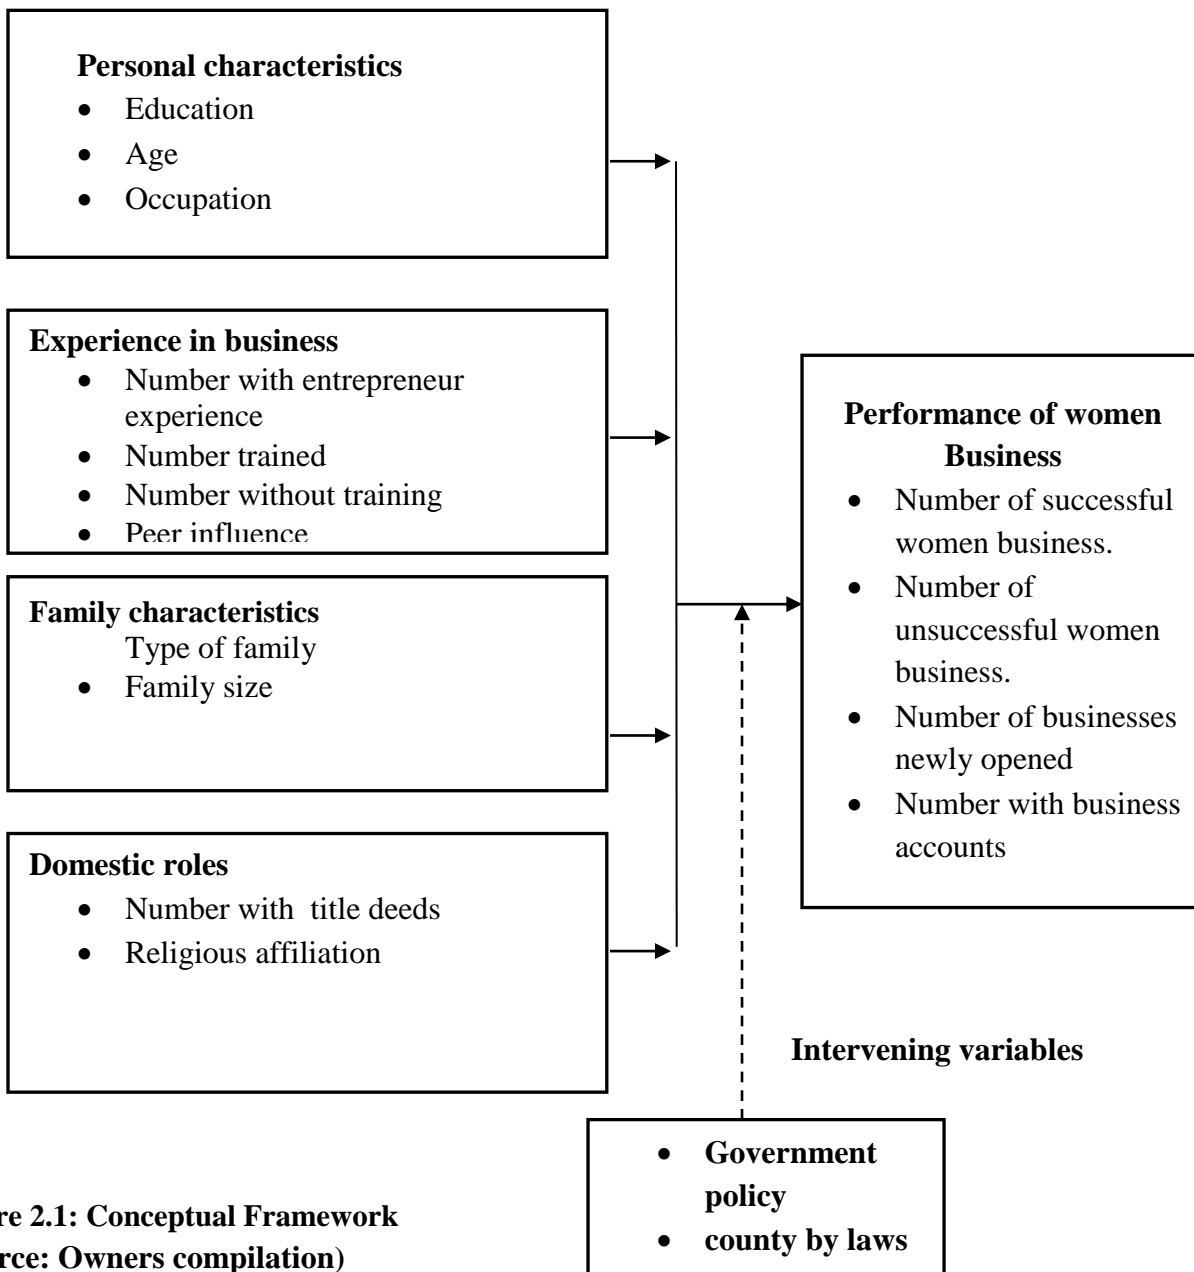 Personal characteristics
• Education
• Age
• Occupation
Experience in business
• Number with entrepreneur
experience
• Number trained
• Number without training
• Peer influence
Family characteristics
Type of family
• Family size
Domestic roles
• Number with title deeds
• Religious affiliation
Performance of women
Business
• Number of successful
women business.
• Number of
unsuccessful women
business.
• Number of businesses
newly opened
• Number with business
accounts
Intervening variables
• Government
policy
• county by laws
re 2.1: Conceptual Framework
rce: Owners compilation)